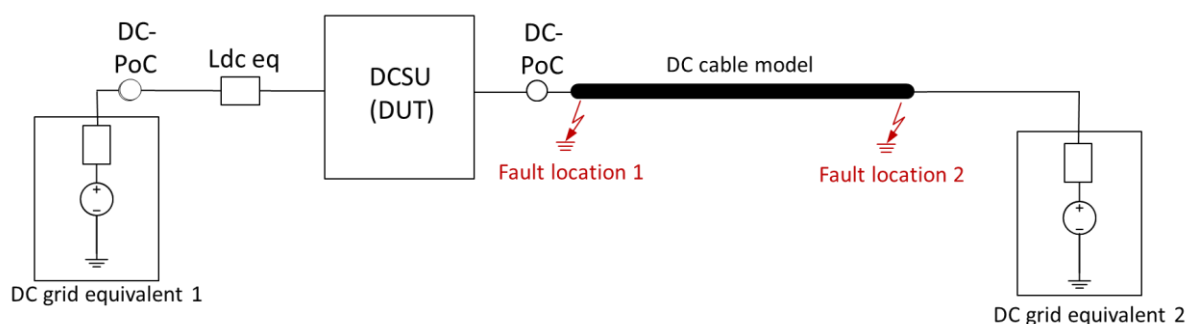 DC-
PoC
Ldc eq
DCSU
(DUT)
DC-
PoC
DC cable model
Fault location 1
Fault location 2
DC grid equivalent 1
DC grid equivalent 2